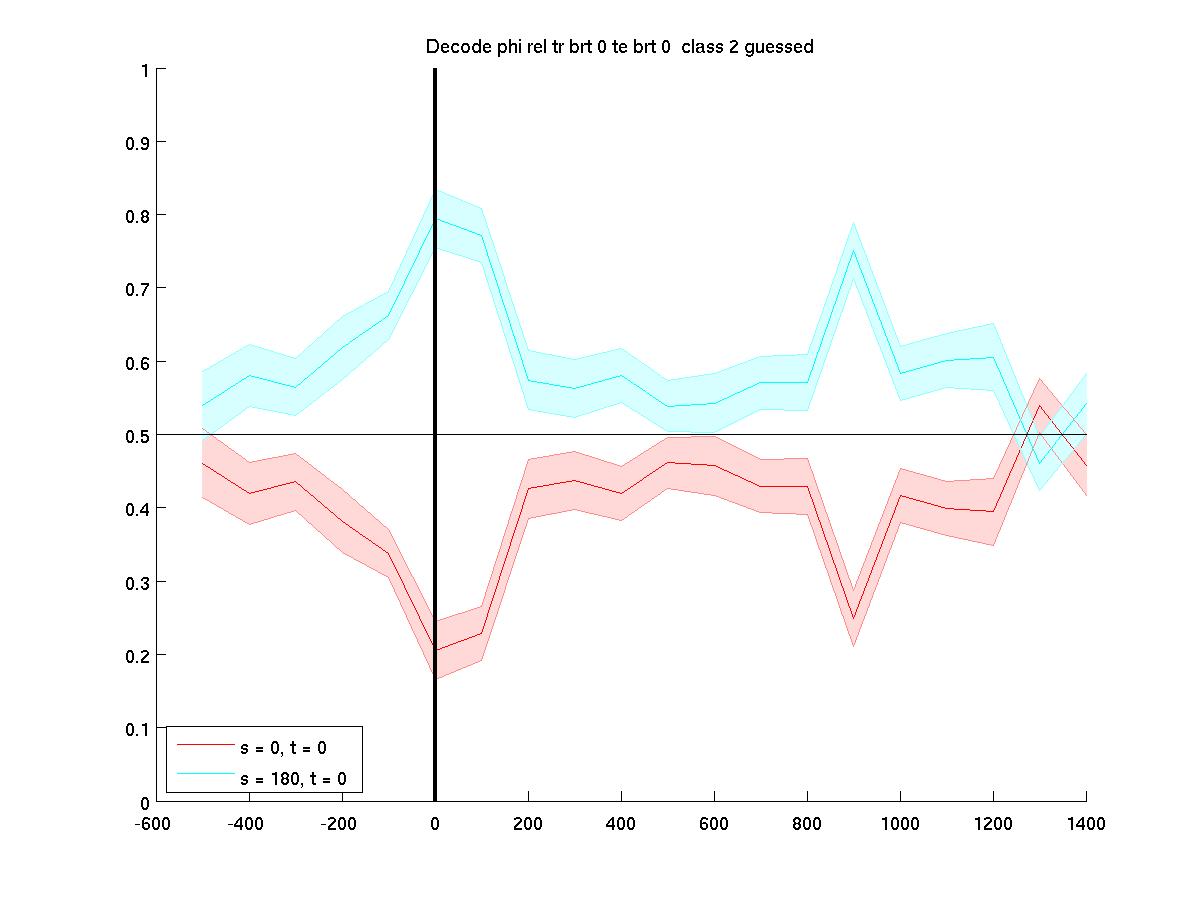 Decode phi rel tr brt 0 te brt 0  class 2 guessed
1
0.9
0.8
0.7
0.6
0.5
0.4
0.3
0.2
0.1
0
s = 0, t = 0
s = 180, t = 0
-600 -400 -200 0 200 400 600 800 1000 1200 1400